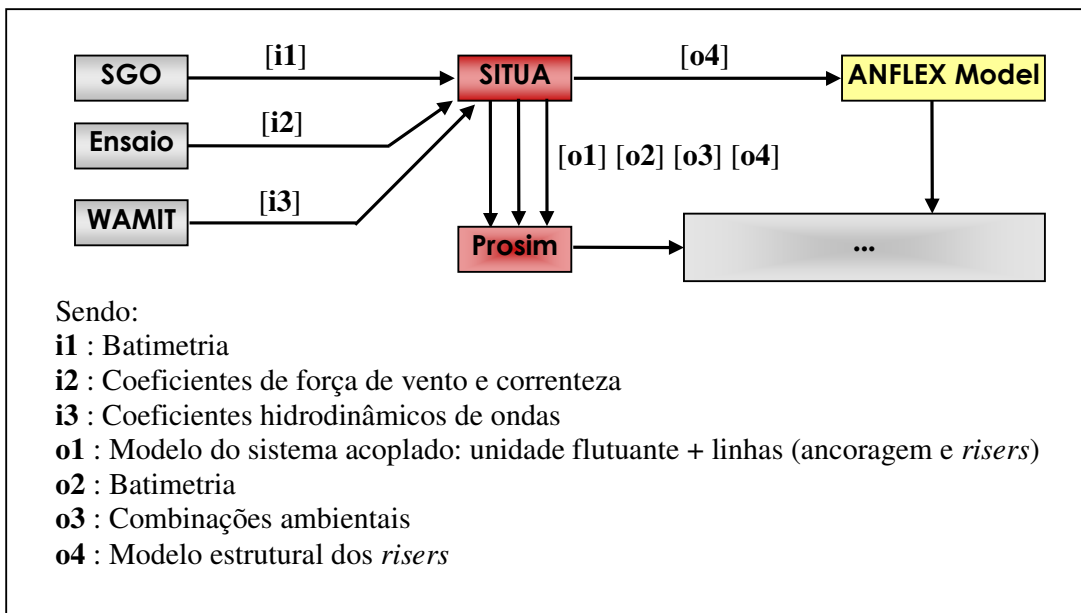 [i1]
[o4]
SGO
SITUA
ANFLEX Model
[i2]
Ensaio
[o1] [o2] [o3] [o4]
[i3]
WAMIT
Prosim
...
Sendo:
i1 : Batimetria
i2 : Coeficientes de força de vento e correnteza
i3 : Coeficientes hidrodinâmicos de ondas
o1 : Modelo do sistema acoplado: unidade flutuante + linhas (ancoragem e risers)
o2 : Batimetria
o3 : Combinações ambientais
o4 : Modelo estrutural dos risers